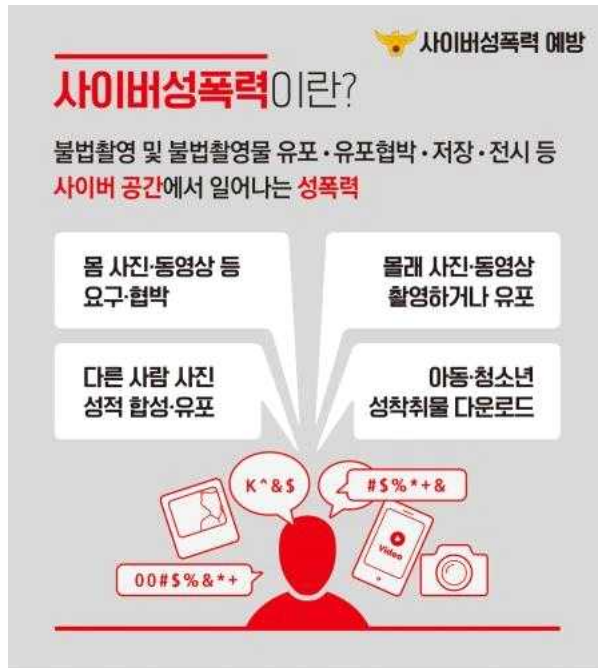 사이버성폭력 예방
사이버성폭력이란?
불법촬영 및 불법촬영물 유포·유포협박·저장·전시 등
사이버 공간에서 일어나는 성폭력
몸 사진·동영상 등
요구·협박
몰래 사진·동영상
촬영하거나 유포
다른 사람 사진
성적 합성·유포
아동·청소년
성착취물 다운로드
K^&$
#$%*+&
Video
00#$%&*+